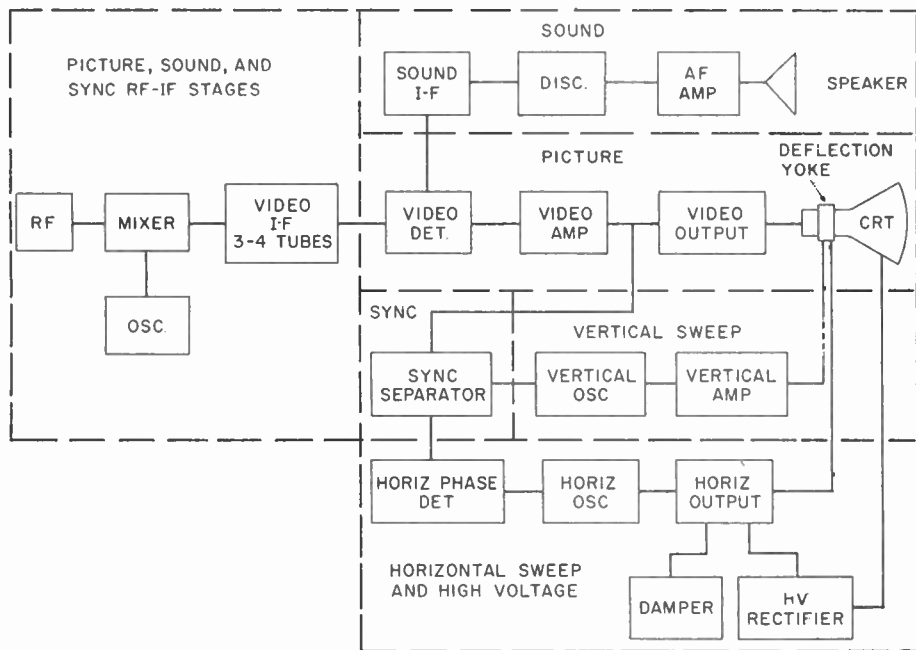 PICTURE, SOUND, AND
SYNC RF-IF STAGES
SOUND
SOUND
I-F
DISC.
AF
AMP
SPEAKER
PICTURE
DEFLECTION
YOKE
RF
MIXER
VIDEO
I-F
3-4 TUBES
VIDEO
DET.
VIDEO
AMP
VIDEO
OUTPUT
CRT
OSC.
SYNC
VERTICAL SWEEP
SYNC
SEPARATOR
VERTICAL
OSC
VERTICAL
AMP
HORIZ PHASE
DET
HORIZ
OSC
HORIZ
OUTPUT
HORIZONTAL SWEEP
AND HIGH VOLTAGE
DAMPER
HV
RECTIFIER